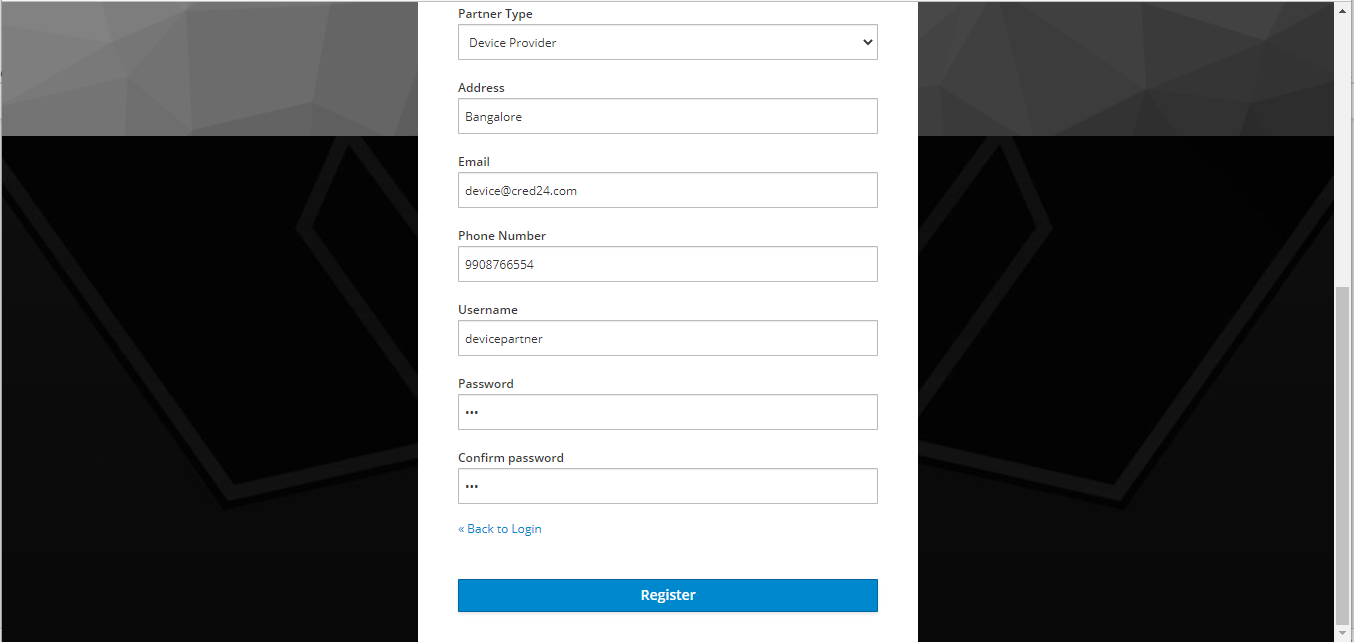 Partner Type
Device Provider
Address
Bangalore
Email
device@cred24.com
Phone Number
9908766554
Username
devicepartner
Password
•••
Confirm password
•••
« Back to Login
Register